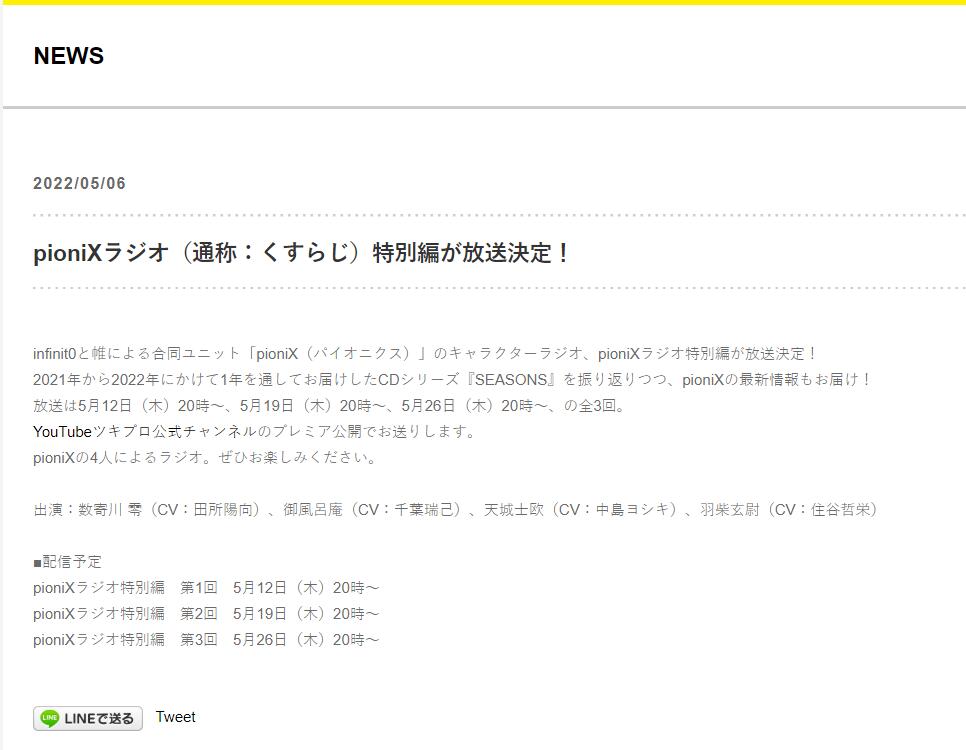 NEWS
2022/05/06
pioniXラジオ（通称：くすらじ）特別編が放送決定！
infinit0と帷による合同ユニット「pioniX（パイオニクス）」のキャラクターラジオ、pioniXラジオ特別編が放送決定！
2021年から2022年にかけて1年を通してお届けしたCDシリーズ『SEASONS』を振り返りつつ、pioniXの最新情報もお届け！
放送は5月12日（木）20時～、5月19日（木）20時～、5月26日（木）20時～、の全3回。
YouTubeツキプロ公式チャンネルのプレミア公開でお送りします。
pioniXの4人によるラジオ。ぜひお楽しみください。
出演：数寄川 零（CV：田所陽向）、御風呂庵（CV：千葉瑞己）、天城士欧（CV：中島ヨシキ）、羽柴玄尉（CV：住谷哲栄）
■配信予定
pioniXラジオ特別編　第1回　5月12日（木）20時～
pioniXラジオ特別編　第2回　5月19日（木）20時～
pioniXラジオ特別編　第3回　5月26日（木）20時～
LINE LINEで送る Tweet